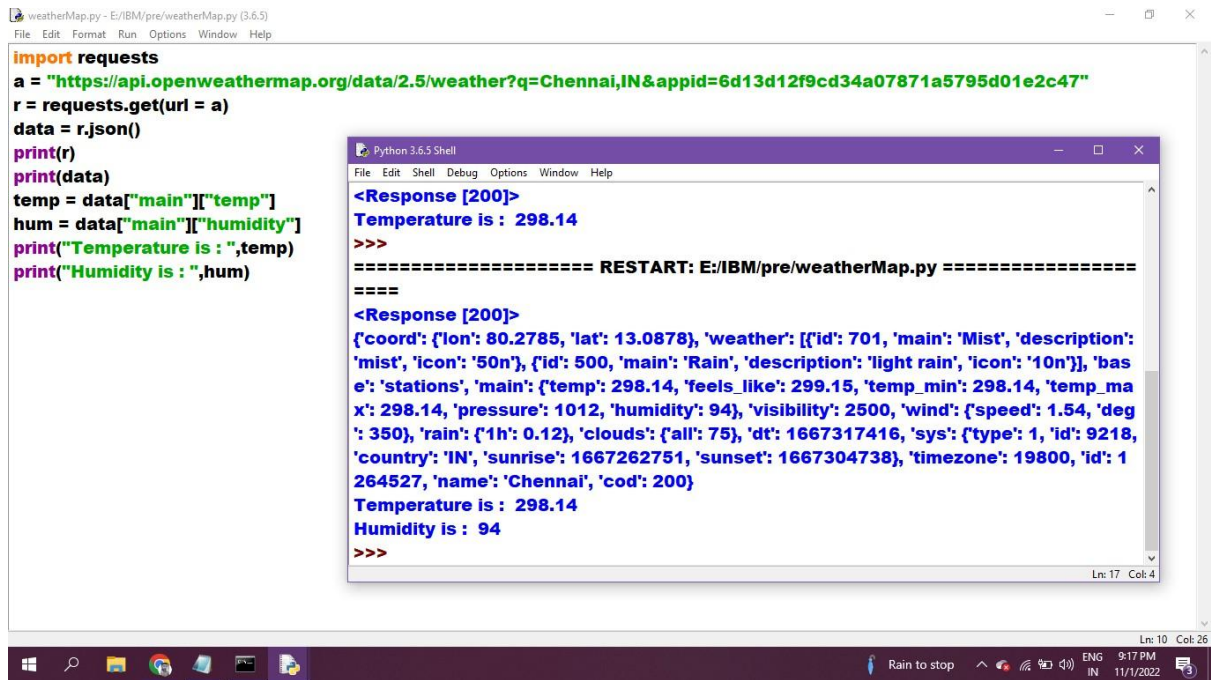 weatherMap.py - E:/IBM/pre/weatherMap.py (3.6.5)
File Edit Format Run Options Window Help
import requests
a = "https://api.openweathermap.org/data/2.5/weather?q=Chennai,IN&appid=6d13d12f9cd34a07871a5795d01e2c47"
r = requests.get(url = a)
data = r.json()
print(r)
print(data)
temp = data["main"]["temp"]
hum = data["main"]["humidity"]
print("Temperature is : ",temp)
print("Humidity is : ",hum)
Python 3.6.5 Shell
File Edit Shell Debug Options Window Help
<Response [200]>
Temperature is :  298.14
>>>
===================== RESTART: E:/IBM/pre/weatherMap.py =================
====
<Response [200]>
{'coord': {'lon': 80.2785, 'lat': 13.0878}, 'weather': [{'id': 701, 'main': 'Mist', 'description':
'mist', 'icon': '50n'}, {'id': 500, 'main': 'Rain', 'description': 'light rain', 'icon': '10n'}], 'bas
e': 'stations', 'main': {'temp': 298.14, 'feels_like': 299.15, 'temp_min': 298.14, 'temp_ma
x': 298.14, 'pressure': 1012, 'humidity': 94}, 'visibility': 2500, 'wind': {'speed': 1.54, 'deg
': 350}, 'rain': {'1h': 0.12}, 'clouds': {'all': 75}, 'dt': 1667317416, 'sys': {'type': 1, 'id': 9218,
'country': 'IN', 'sunrise': 1667262751, 'sunset': 1667304738}, 'timezone': 19800, 'id': 1
264527, 'name': 'Chennai', 'cod': 200}
Temperature is :  298.14
Humidity is :  94
>>>
Ln: 17 Col: 4
Ln: 10 Col: 26
Rain to stop
ENG
IN
9:17 PM
11/1/2022
3